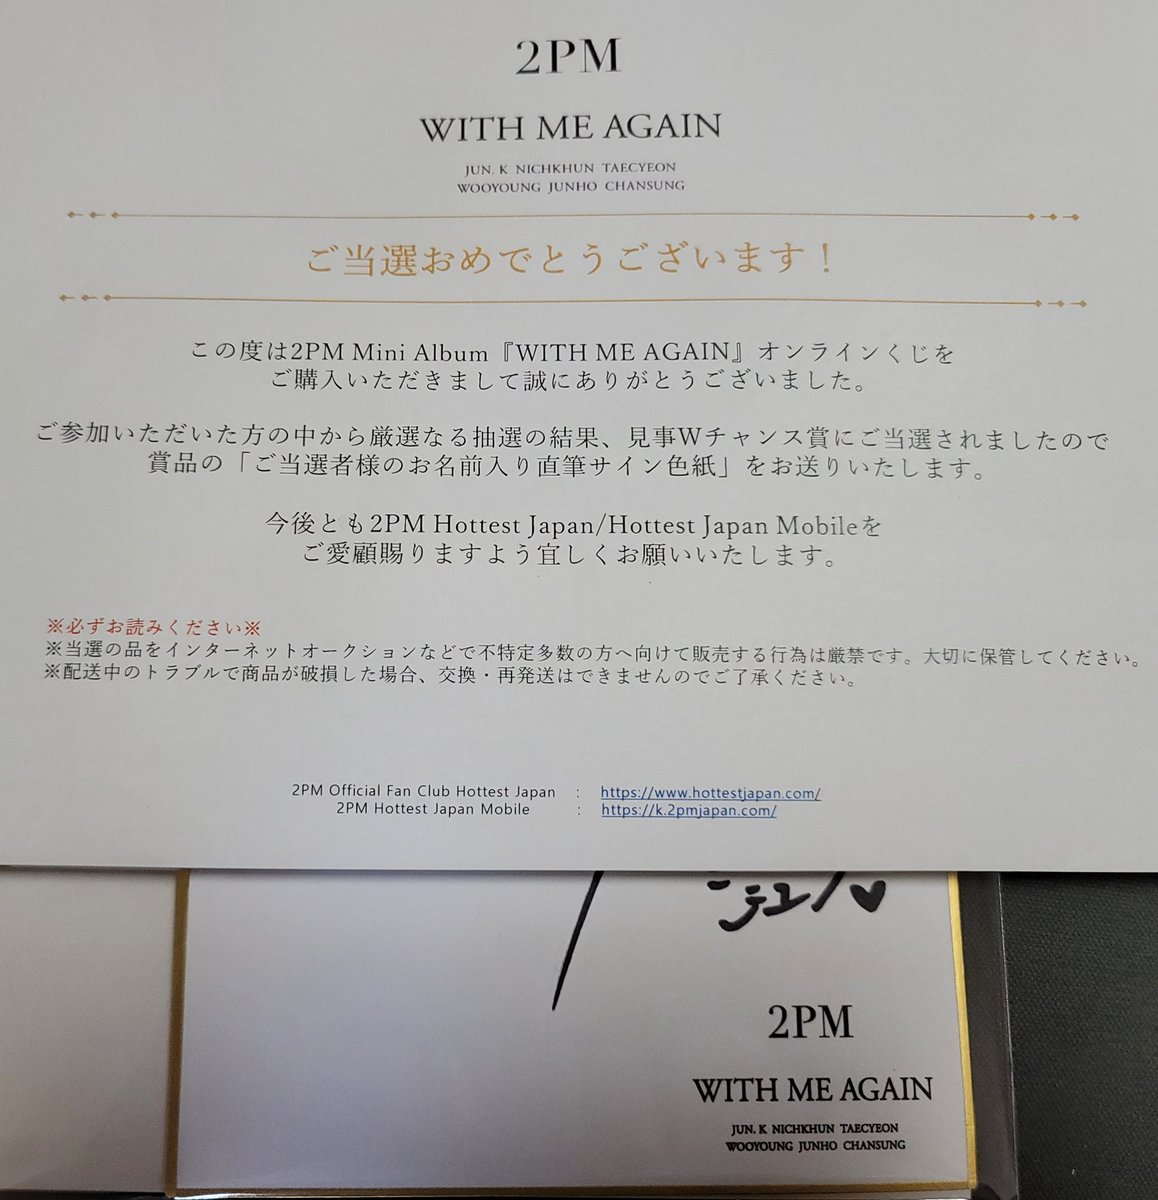 2PM
WITH ME AGAIN
JUN. K NICHKHUN TAECYEON
WOOYOUNG JUNHO CHANSUNG
ご当選おめでとうございます！
この度は2PM Mini Album『WITH ME AGAIN』オンラインくじを
ご購入いただきまして誠にありがとうございました。
ご参加いただいた方の中から厳選なる抽選の結果、見事Wチャンス賞にご当選されましたので
賞品の「ご当選者様のお名前入り直筆サイン色紙」をお送りいたします。
今後とも2PM Hottest Japan/Hottest Japan Mobileを
ご愛顧賜りますよう宜しくお願いいたします。
※必ずお読みください※
※当選の品をインターネットオークションなどで不特定多数の方へ向けて販売する行為は厳禁です。大切に保管してください。
※配送中のトラブルで商品が破損した場合、交換・再発送はできませんのでご了承ください。
2PM Official Fan Club Hottest Japan : https://www.hottestjapan.com/
2PM Hottest Japan Mobile : https://k.2pmjapan.com/
2PM
WITH ME AGAIN
JUN. K NICHKHUN TAECYEON
WOOYOUNG JUNHO CHANSUNG